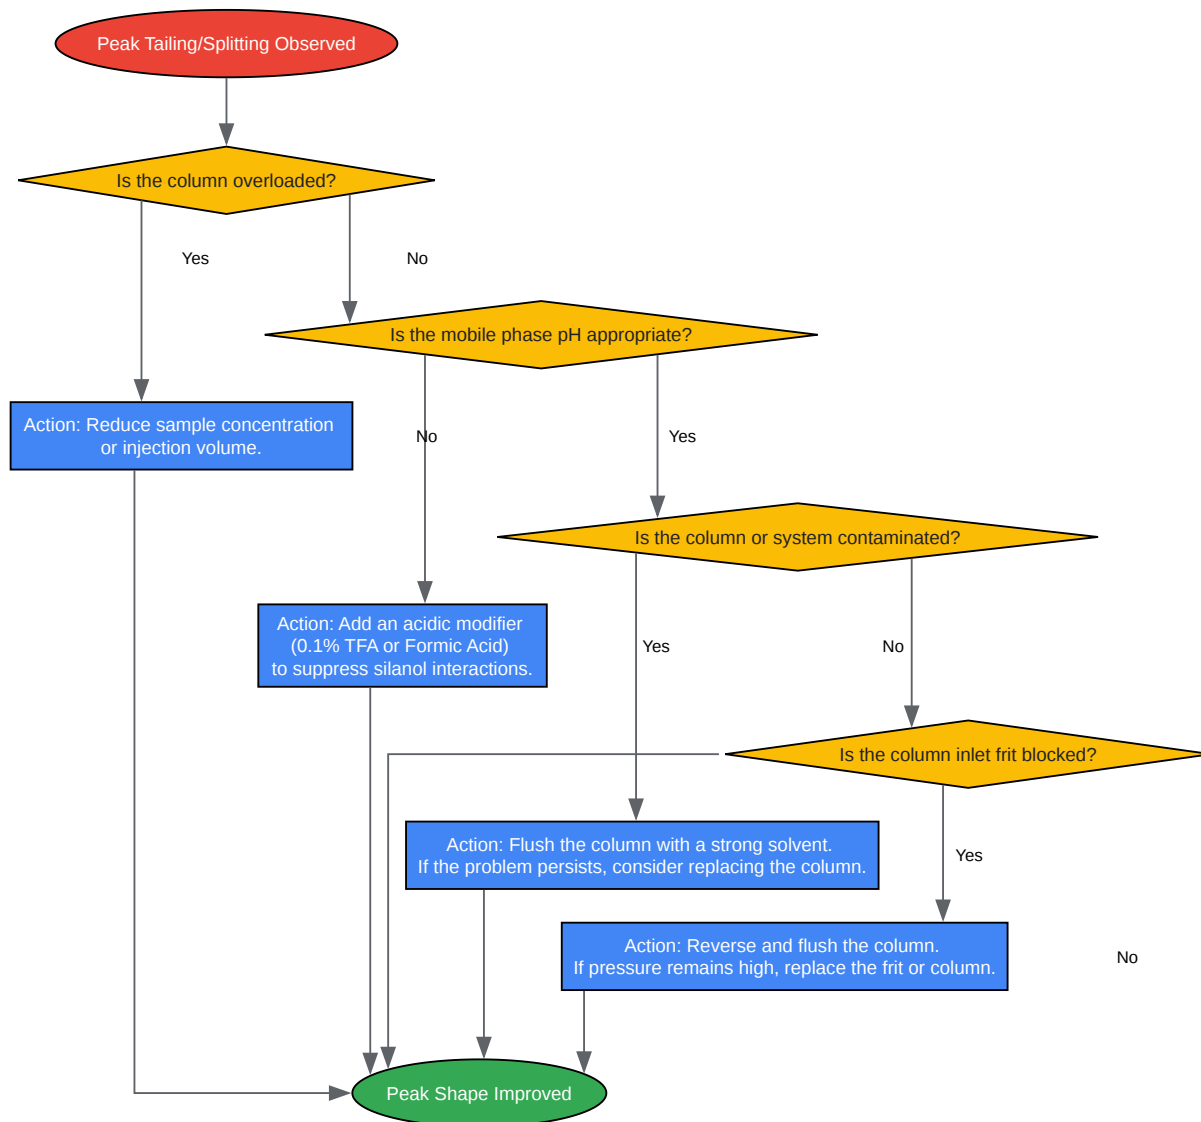 Peak Tailing/Splitting Observed
Is the column overloaded?
Yes
No
Is the mobile phase pH appropriate?
Action: Reduce sample concentration
or injection volume.
No
Yes
Is the column or system contaminated?
Action: Add an acidic modifier
(0.1% TFA or Formic Acid)
to suppress silanol interactions.
Yes
No
Is the column inlet frit blocked?
Action: Flush the column with a strong solvent.
If the problem persists, consider replacing the column.
Yes
Action: Reverse and flush the column.
If pressure remains high, replace the frit or column.
No
Peak Shape Improved